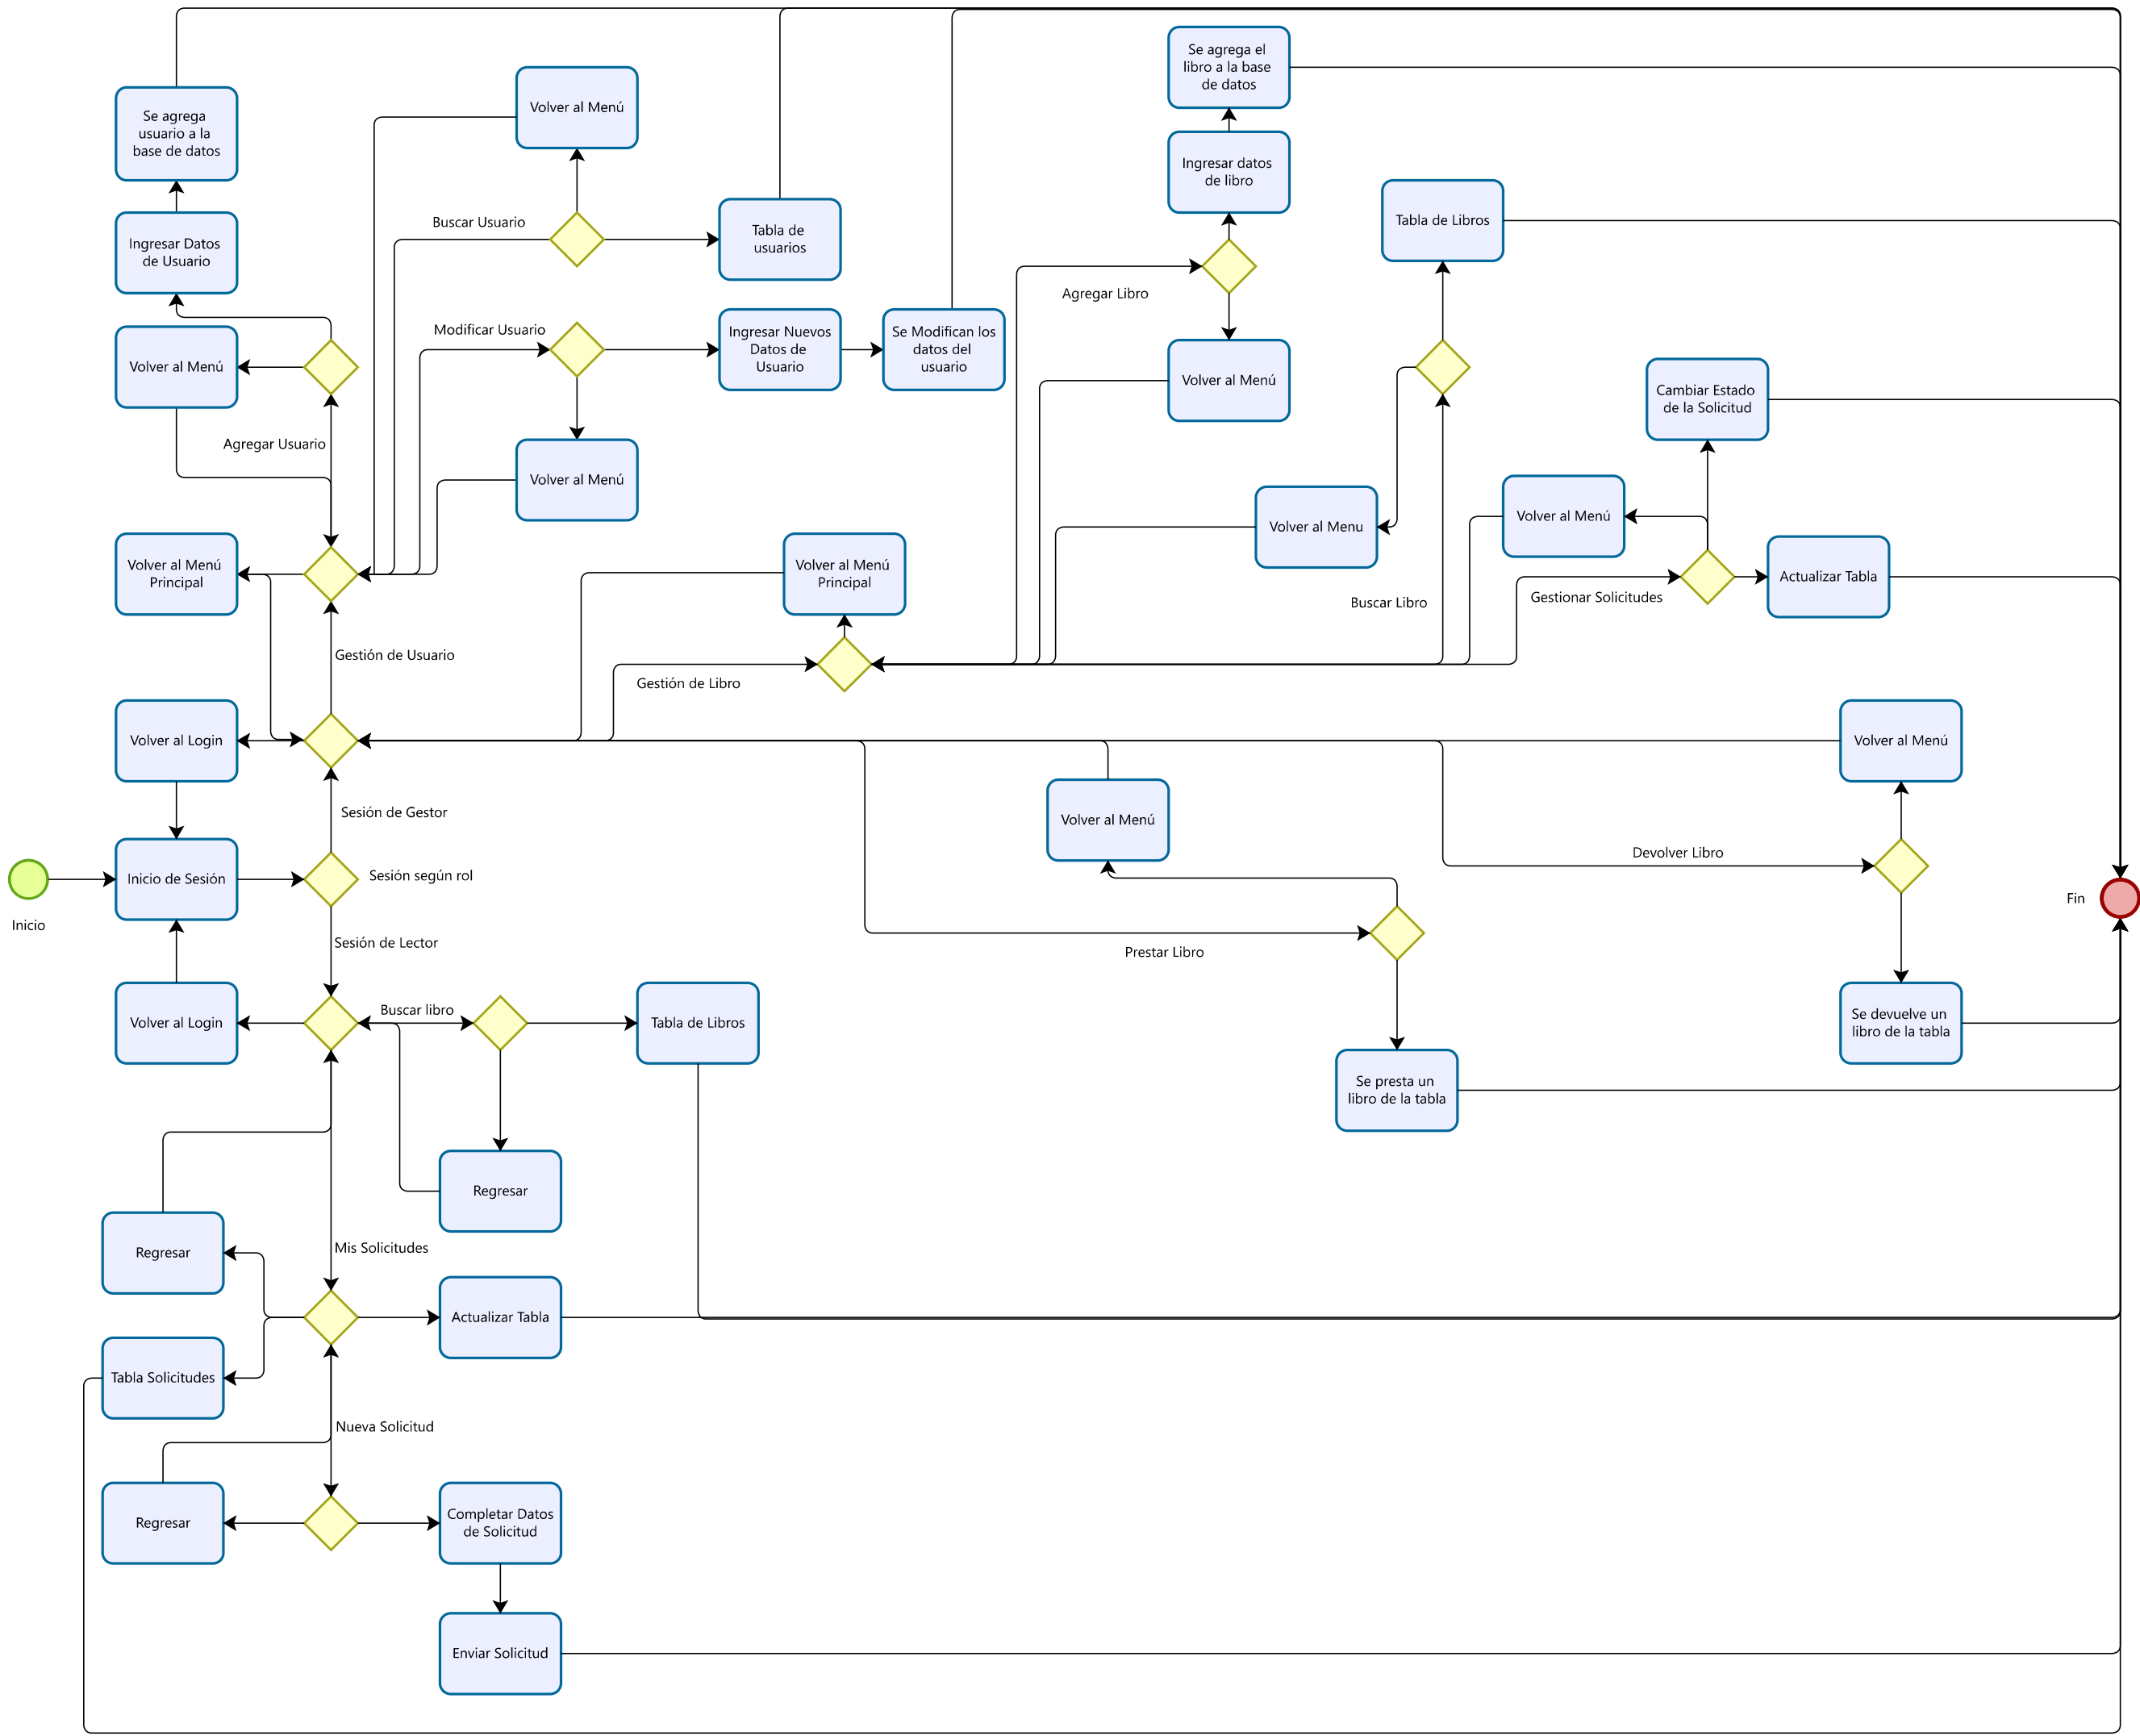 Se agrega el
libro a la base
de datos
Se agrega
usuario a la
base de datos
Volver al Menú
Ingresar datos
de libro
Ingresar Datos
de Usuario
Buscar Usuario
Tabla de
usuarios
Tabla de Libros
Agregar Libro
Modificar Usuario
Ingresar Nuevos
Datos de
Usuario
Se Modifican los
datos del
usuario
Volver al Menú
Volver al Menú
Cambiar Estado
de la Solicitud
Agregar Usuario
Volver al Menú
Volver al Menu
Volver al Menú
Volver al Menú
Principal
Volver al Menú
Principal
Actualizar Tabla
Buscar Libro
Gestionar Solicitudes
Gestión de Usuario
Gestión de Libro
Volver al Login
Volver al Menú
Sesión de Gestor
Volver al Menú
Devolver Libro
Inicio de Sesión
Sesión según rol
Fin
Inicio
Sesión de Lector
Prestar Libro
Buscar libro
Volver al Login
Tabla de Libros
Se devuelve un
libro de la tabla
Se presta un
libro de la tabla
Regresar
Regresar
Mis Solicitudes
Actualizar Tabla
Tabla Solicitudes
Nueva Solicitud
Regresar
Completar Datos
de Solicitud
Enviar Solicitud